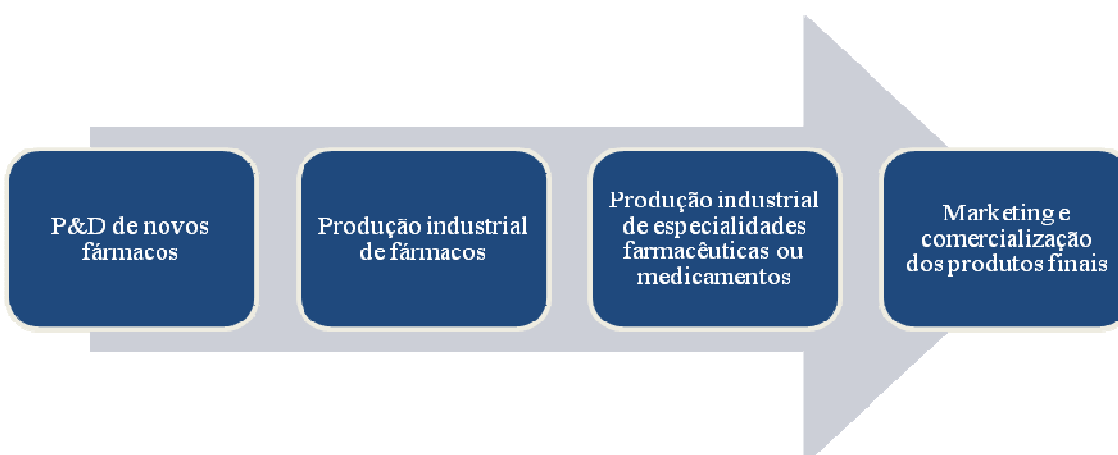 P&D de novos
fármacos
Produção industrial
de fármacos
Produção industrial
de especialidades
farmacêuticas ou
medicamentos
Marketing e
comercialização
dos produtos finais